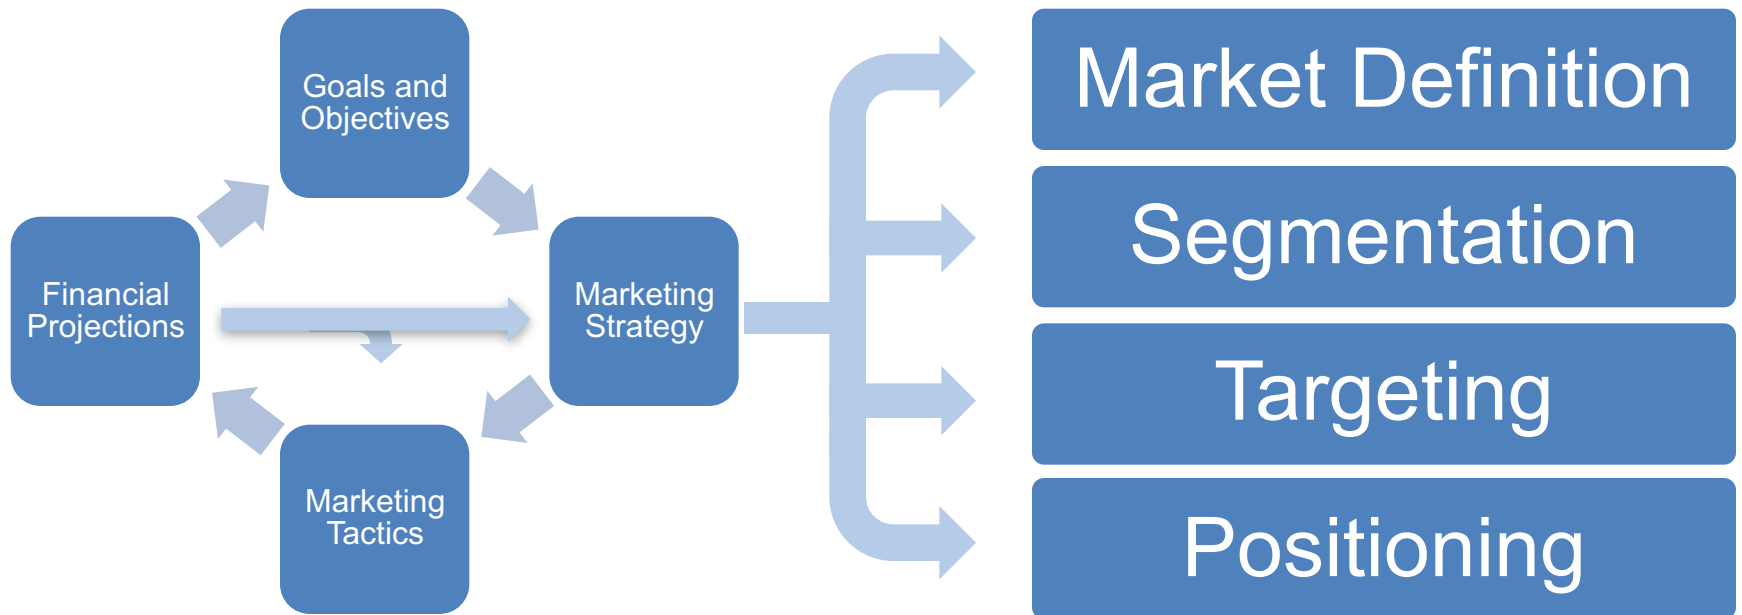 Goals and
Objectives
Financial
Projections
Marketing
Strategy
Marketing
Tactics
Market Definition
Segmentation
Targeting
Positioning